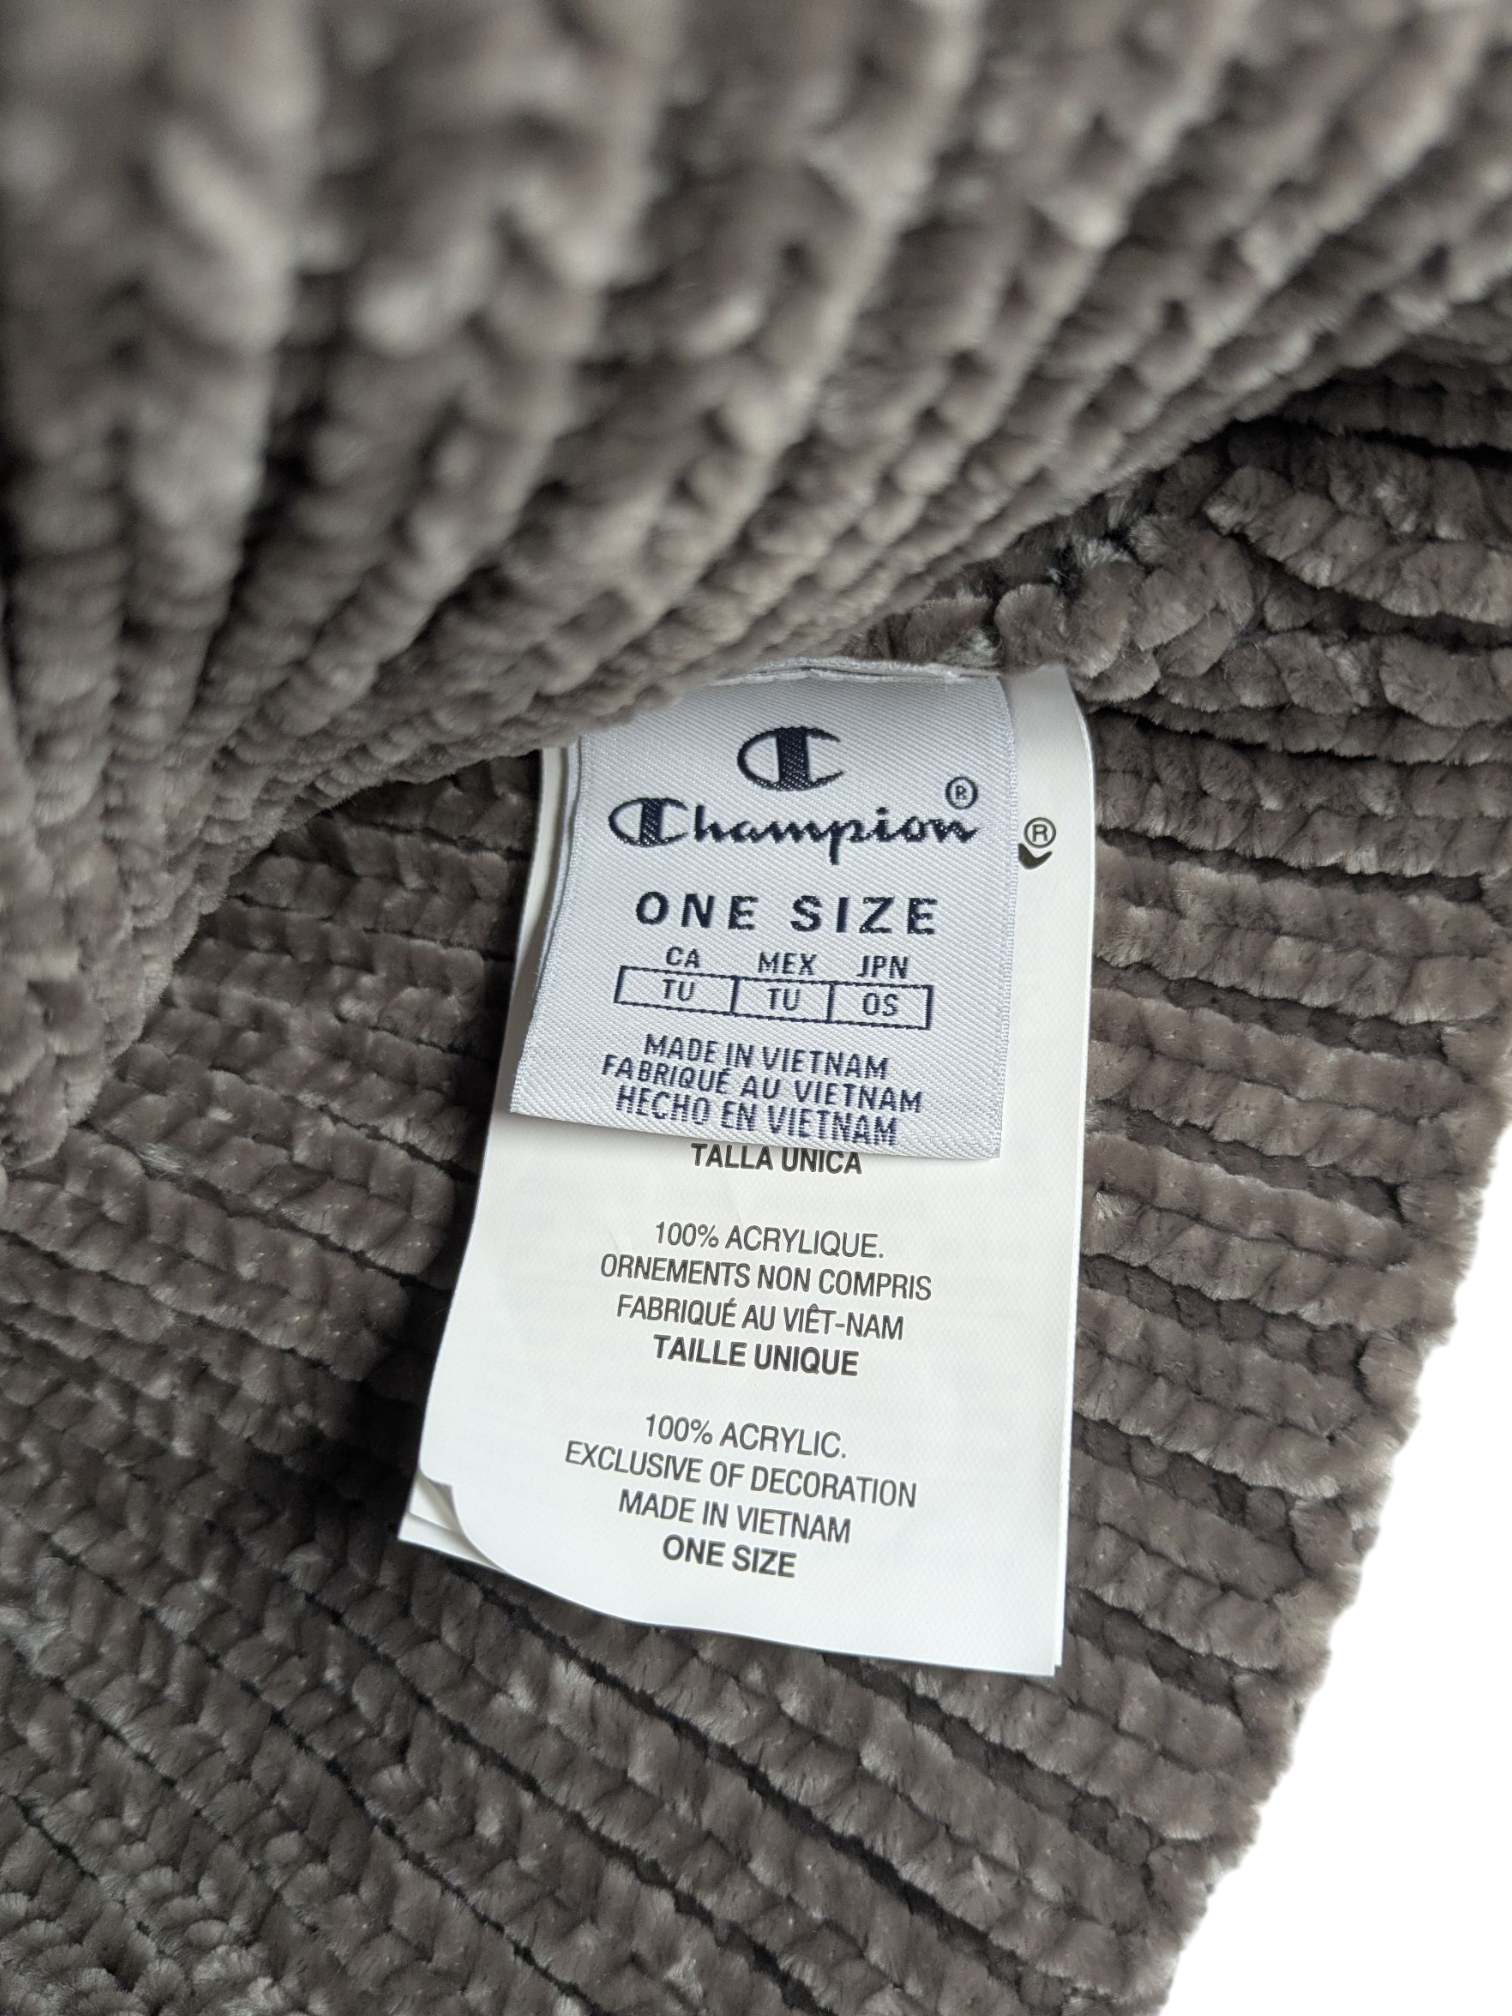 Champion®
ONE SIZE
CA MEX JPN
TU TU OS
MADE IN VIETNAM
FABRIQUÉ AU VIETNAM
HECHO EN VIETNAM
®
TALLA UNICA
100% ACRYLIQUE.
ORNEMENTS NON COMPRIS
FABRIQUÉ AU VIÊT-NAM
TAILLE UNIQUE
100% ACRYLIC.
EXCLUSIVE OF DECORATION
MADE IN VIETNAM
ONE SIZE